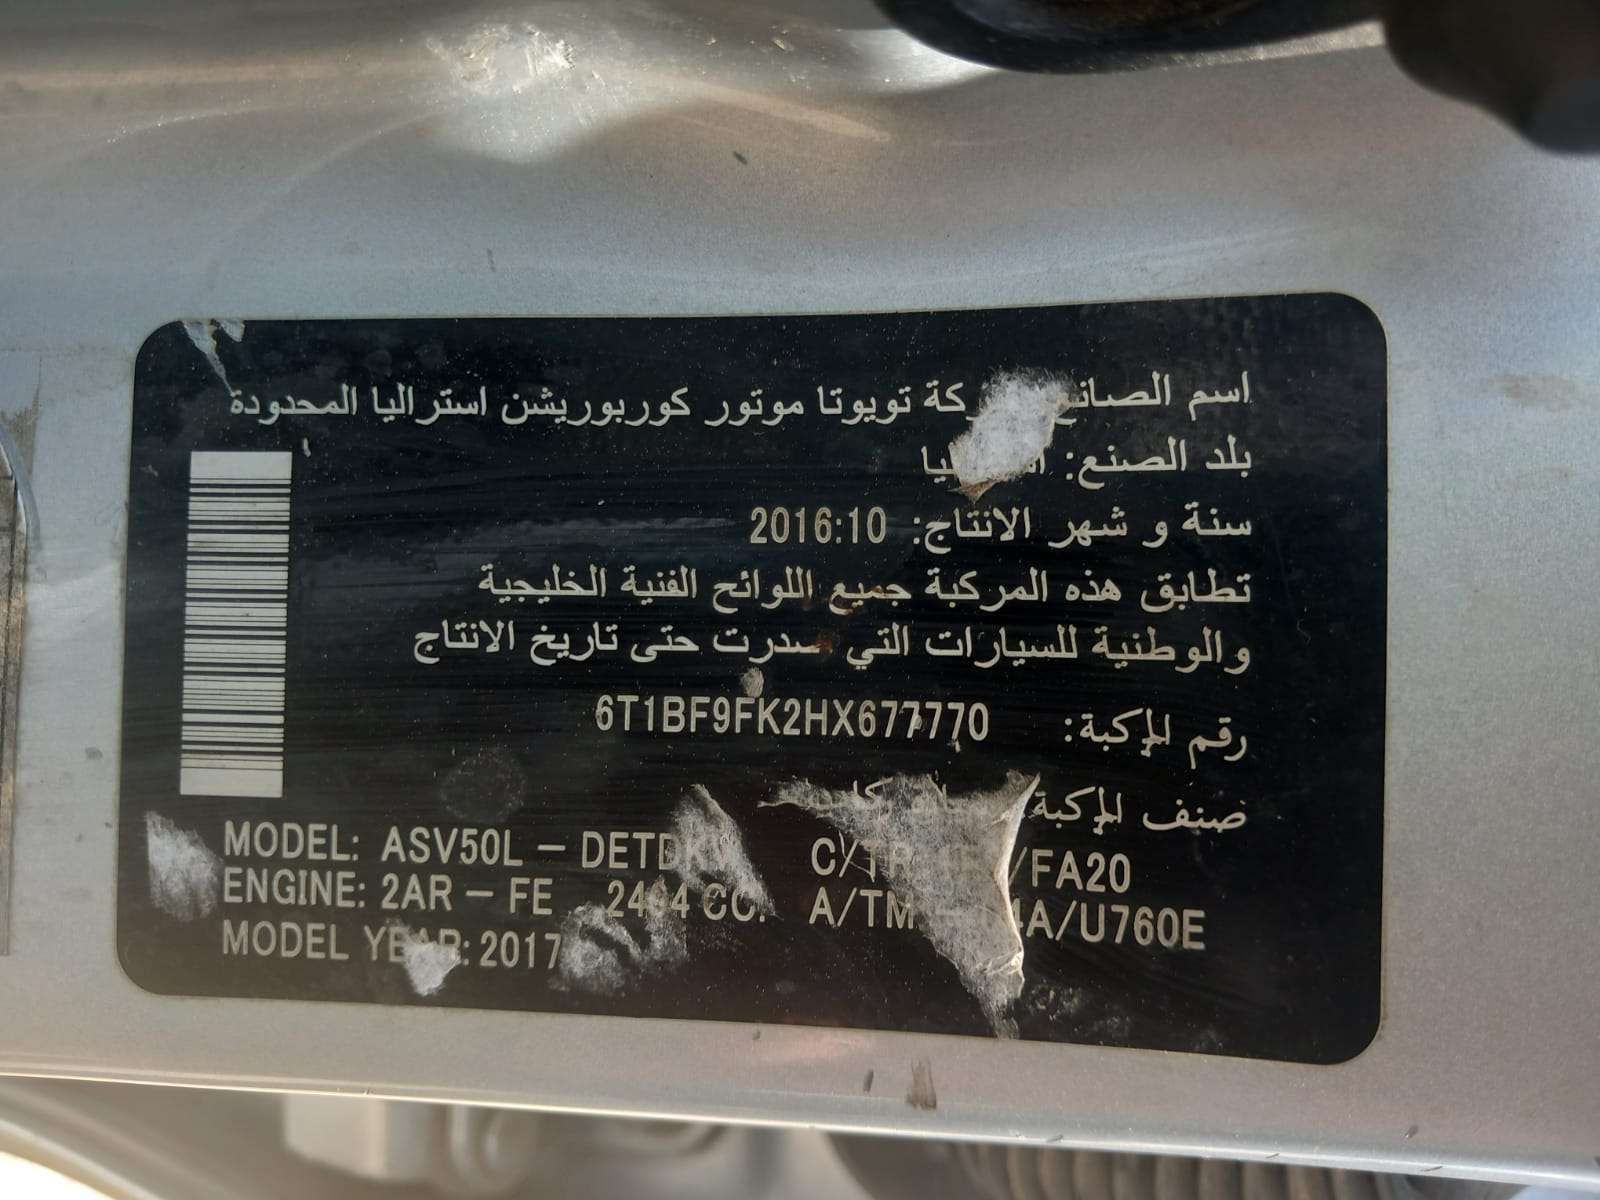 اسم الصانع: كة تويوتا موتور كوربوريشن استراليا المحدودة
بلد الصنع:
سنة و شهر الانتاج: 2016:10
تطابق هذه المركبة جميع اللوائح الفنية الخليجية
والوطنية للسيارات التي صدرت حتى تاريخ الانتاج
رقم المركبة: 6T1BF9FK2HX677770
صنف المركبة
MODEL: ASV50L - C/ /FA20
ENGINE: 2AR - FE CC. A/TM. A/U760E
MODEL YEAR: 2017